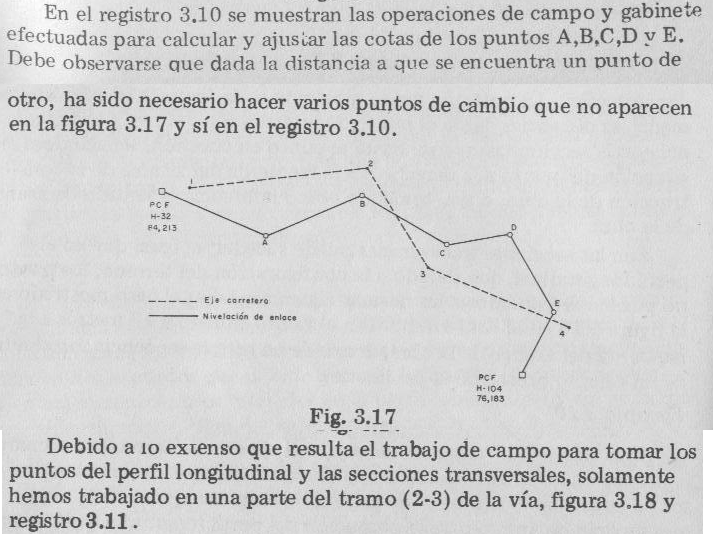 En el registro 3.10 se muestran las operaciones de campo y gabinete
efectuadas para calcular y ajustar las cotas de los puntos A,B,C,D y E.
Debe observarse que dada la distancia a que se encuentra un punto de
otro, ha sido necesario hacer varios puntos de cambio que no aparecen
en la figura 3.17 y sí en el registro 3.10.
1
2
PCF
H-32
P4,213
A
B
C
D
3
E
4
Eje carretera
Nivelación de enlace
PCF
H-104
76,183
Fig. 3.17
Debido a lo extenso que resulta el trabajo de campo para tomar los
puntos del perfil longitudinal y las secciones transversales, solamente
hemos trabajado en una parte del tramo (2-3) de la vía, figura 3.18 y
registro 3.11.